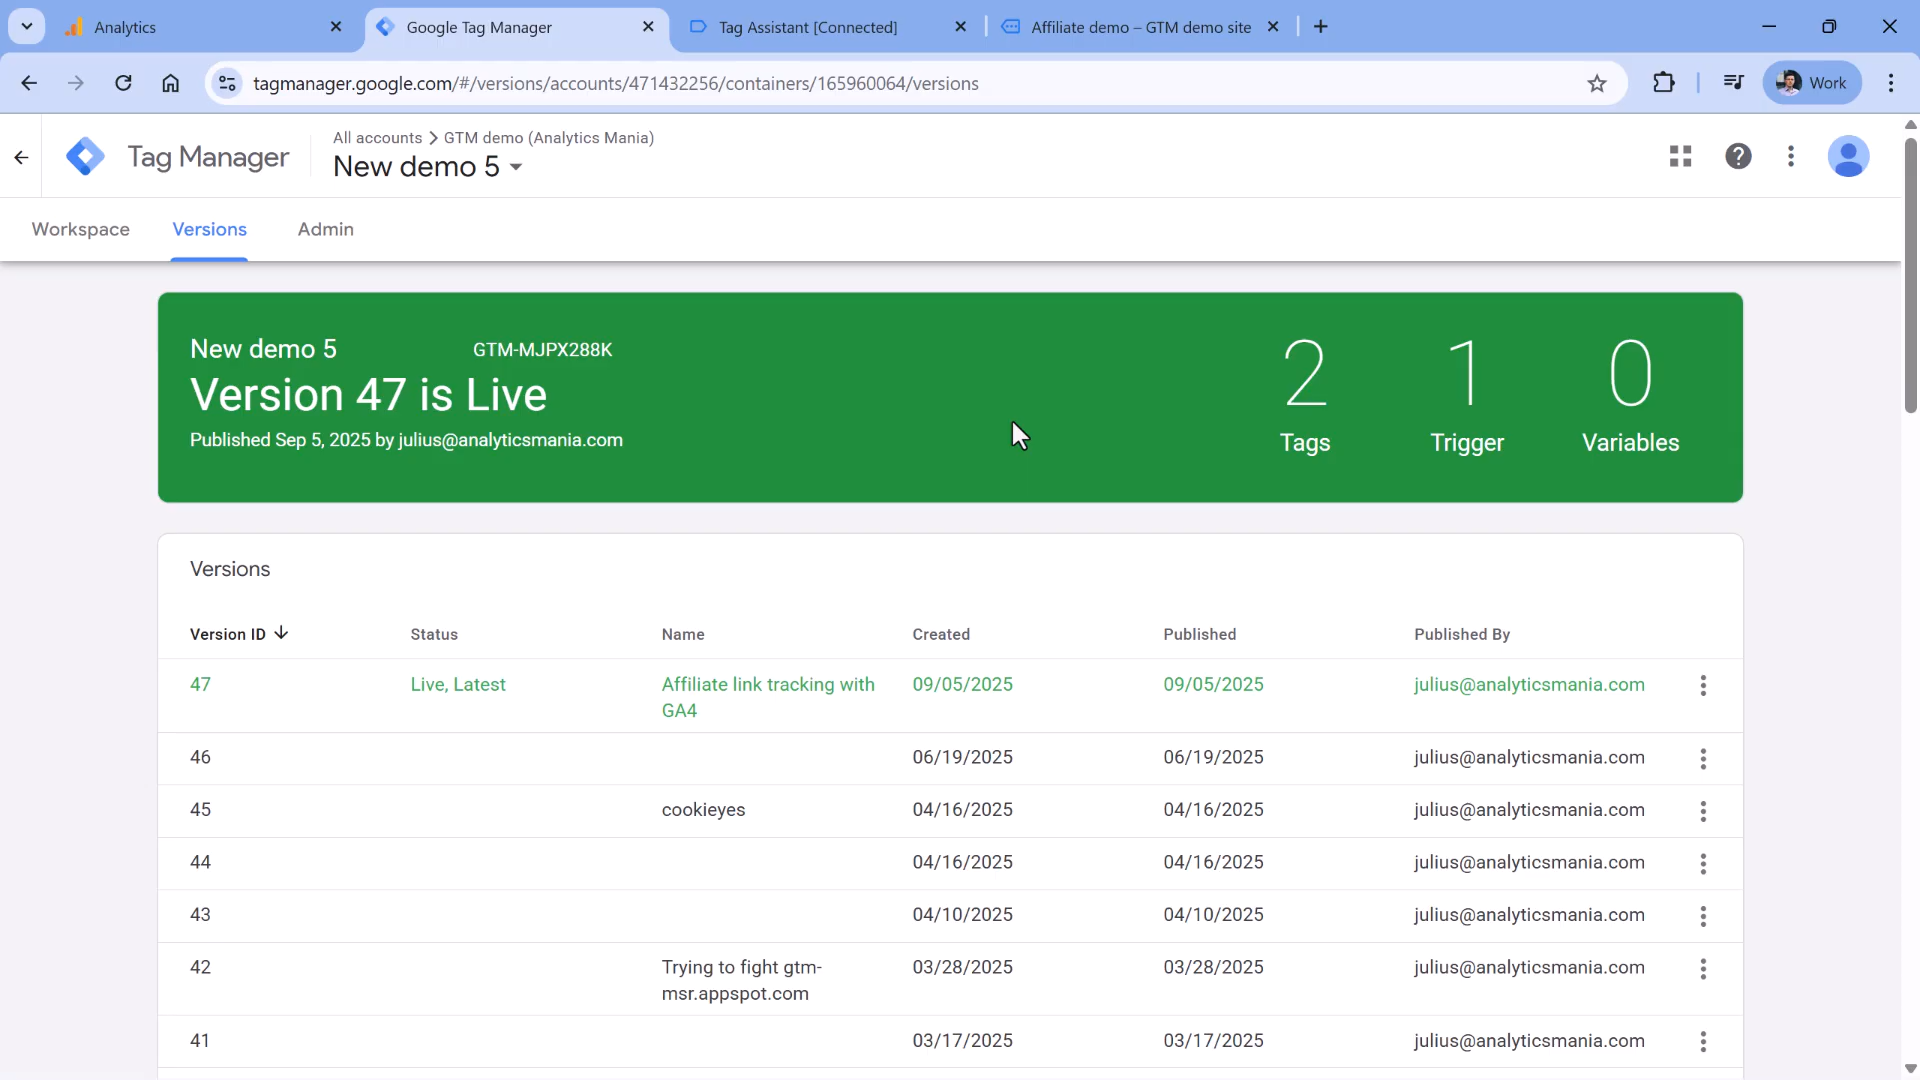 Analytics
Google Tag Manager
Tag Assistant [Connected]
Affiliate demo – GTM demo site
tagmanager.google.com/#/versions/accounts/471432256/containers/165960064/versions
Work
Tag Manager
All accounts > GTM demo (Analytics Mania)
New demo 5
Workspace
Versions
Admin
New demo 5
GTM-MJPX288K
Version 47 is Live
Published Sep 5, 2025 by julius@analyticsmania.com
2
Tags
1
Trigger
0
Variables
Versions
Version ID Status Name Created Published Published By
47 Live, Latest Affiliate link tracking with 09/05/2025 09/05/2025 julius@analyticsmania.com
GA4
46 06/19/2025 06/19/2025 julius@analyticsmania.com
45 cookieyes 04/16/2025 04/16/2025 julius@analyticsmania.com
44 04/16/2025 04/16/2025 julius@analyticsmania.com
43 04/10/2025 04/10/2025 julius@analyticsmania.com
42 Trying to fight gtm- 03/28/2025 03/28/2025 julius@analyticsmania.com
msr.appspot.com
41 03/17/2025 03/17/2025 julius@analyticsmania.com